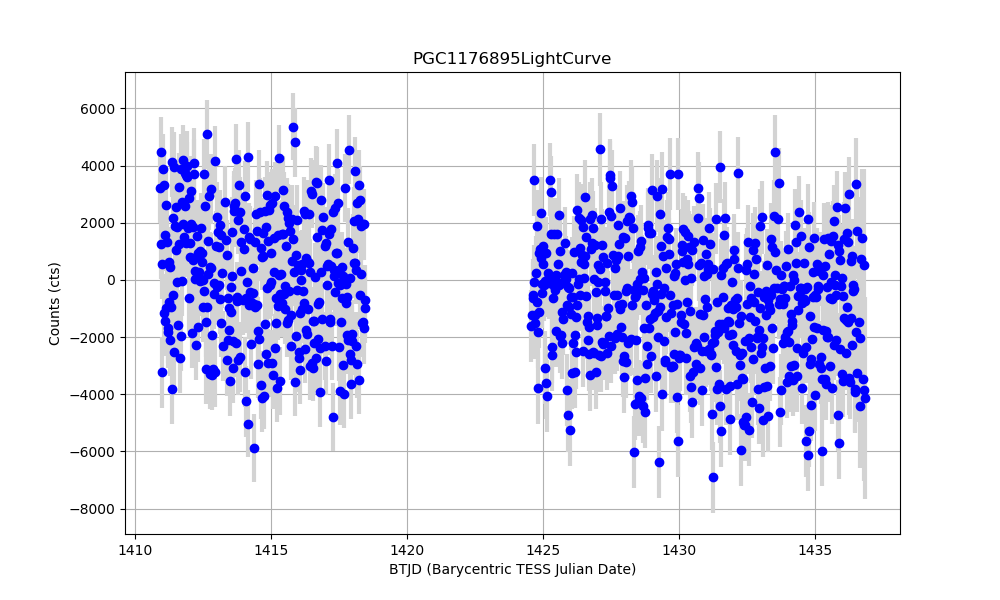 PGC1176895LightCurve
6000
4000
2000
0
−2000
−4000
−6000
−8000
Counts (cts)
1410 1415 1420 1425 1430 1435
BTJD (Barycentric TESS Julian Date)